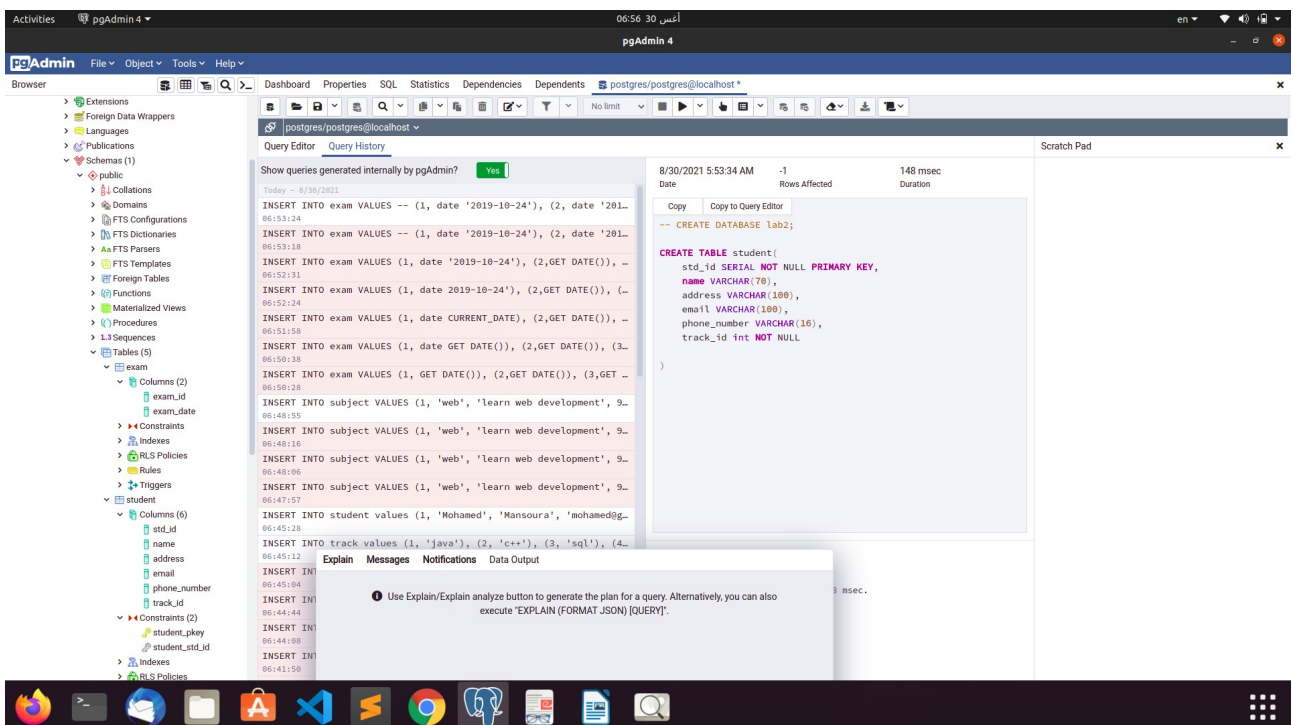 Activities pgAdmin 4 06:56 30 أغس en
pgAdmin 4
pgAdmin File Object Tools Help
Browser Dashboard Properties SQL Statistics Dependencies Dependents postgres/postgres@localhost *
Extensions
Foreign Data Wrappers
Languages
Publications
Schemas (1)
public
Collations
Domains
FTS Configurations
FTS Dictionaries
Aa FTS Parsers
FTS Templates
Foreign Tables
Functions
Materialized Views
Procedures
1..3 Sequences
Tables (5)
exam
Columns (2)
exam_id
exam_date
Constraints
Indexes
RLS Policies
Rules
Triggers
student
Columns (6)
std_id
name
address
email
phone_number
track_id
Constraints (2)
student_pkey
student_std_id
Indexes
RLS Policies
No limit
postgres/postgres@localhost
Query Editor Query History
Show queries generated internally by pgAdmin? Yes
Today - 8/30/2021
INSERT INTO exam VALUES -- (1, date '2019-10-24'), (2, date '201…
06:53:24
INSERT INTO exam VALUES -- (1, date '2019-10-24'), (2, date '201…
06:53:18
INSERT INTO exam VALUES (1, date '2019-10-24'), (2,GET DATE()), …
06:52:31
INSERT INTO exam VALUES (1, date 2019-10-24'), (2,GET DATE()), (…
06:52:24
INSERT INTO exam VALUES (1, date CURRENT_DATE), (2,GET DATE()), …
06:51:58
INSERT INTO exam VALUES (1, date GET DATE()), (2,GET DATE()), (3…
06:50:38
INSERT INTO exam VALUES (1, GET DATE()), (2,GET DATE()), (3,GET …
06:50:28
INSERT INTO subject VALUES (1, 'web', 'learn web development', 9…
06:48:55
INSERT INTO subject VALUES (1, 'web', 'learn web development', 9…
06:48:16
INSERT INTO subject VALUES (1, 'web', 'learn web development', 9…
06:48:06
INSERT INTO subject VALUES (1, 'web', 'learn web development', 9…
06:47:57
INSERT INTO student values (1, 'Mohamed', 'Mansoura', 'mohamed@g…
06:45:28
INSERT INTO track values (1, 'java'), (2, 'c++'), (3, 'sql'), (4…
06:45:12
INSERT INT
06:45:04
INSERT INT
06:44:44
INSERT INT
06:44:08
INSERT INT
06:41:50
8/30/2021 5:53:34 AM -1 148 msec
Date Rows Affected Duration
Copy Copy to Query Editor
-- CREATE DATABASE lab2;
CREATE TABLE student(
std_id SERIAL NOT NULL PRIMARY KEY,
name VARCHAR(70),
address VARCHAR(100),
email VARCHAR(100),
phone_number VARCHAR(16),
track_id int NOT NULL
)
msec.
Scratch Pad
Explain Messages Notifications Data Output
Use Explain/Explain analyze button to generate the plan for a query. Alternatively, you can also
execute "EXPLAIN (FORMAT JSON) [QUERY]".